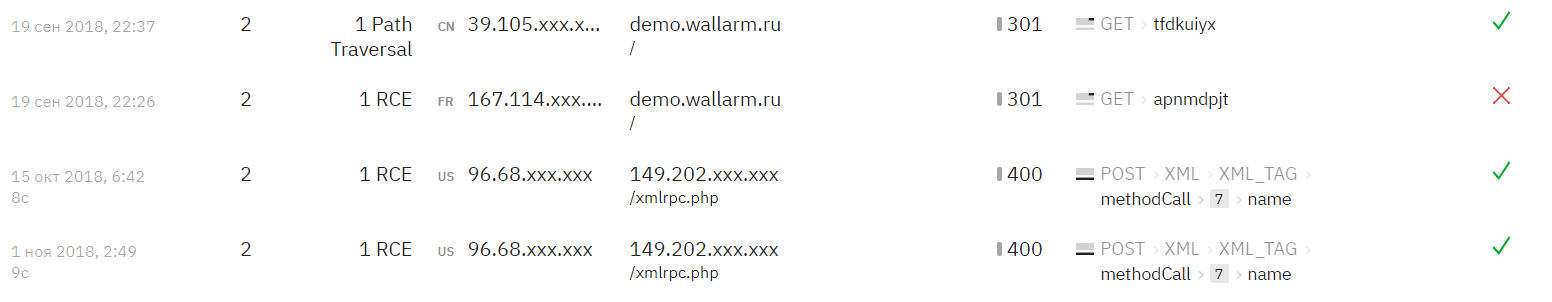 19 сен 2018, 22:37 2 1 Path CN 39.105.xxx.x... demo.wallarm.ru 301 GET › tfdkuiyx
Traversal /
19 сен 2018, 22:26 2 1 RCE FR 167.114.xxx.... demo.wallarm.ru 301 GET › apnmdpjt
/
15 окт 2018, 6:42 2 1 RCE US 96.68.xxx.xxx 149.202.xxx.xxx 400 POST › XML › XML_TAG ›
8с /xmlrpc.php methodCall › 7 › name
1 ноя 2018, 2:49 2 1 RCE US 96.68.xxx.xxx 149.202.xxx.xxx 400 POST › XML › XML_TAG ›
9с /xmlrpc.php methodCall › 7 › name